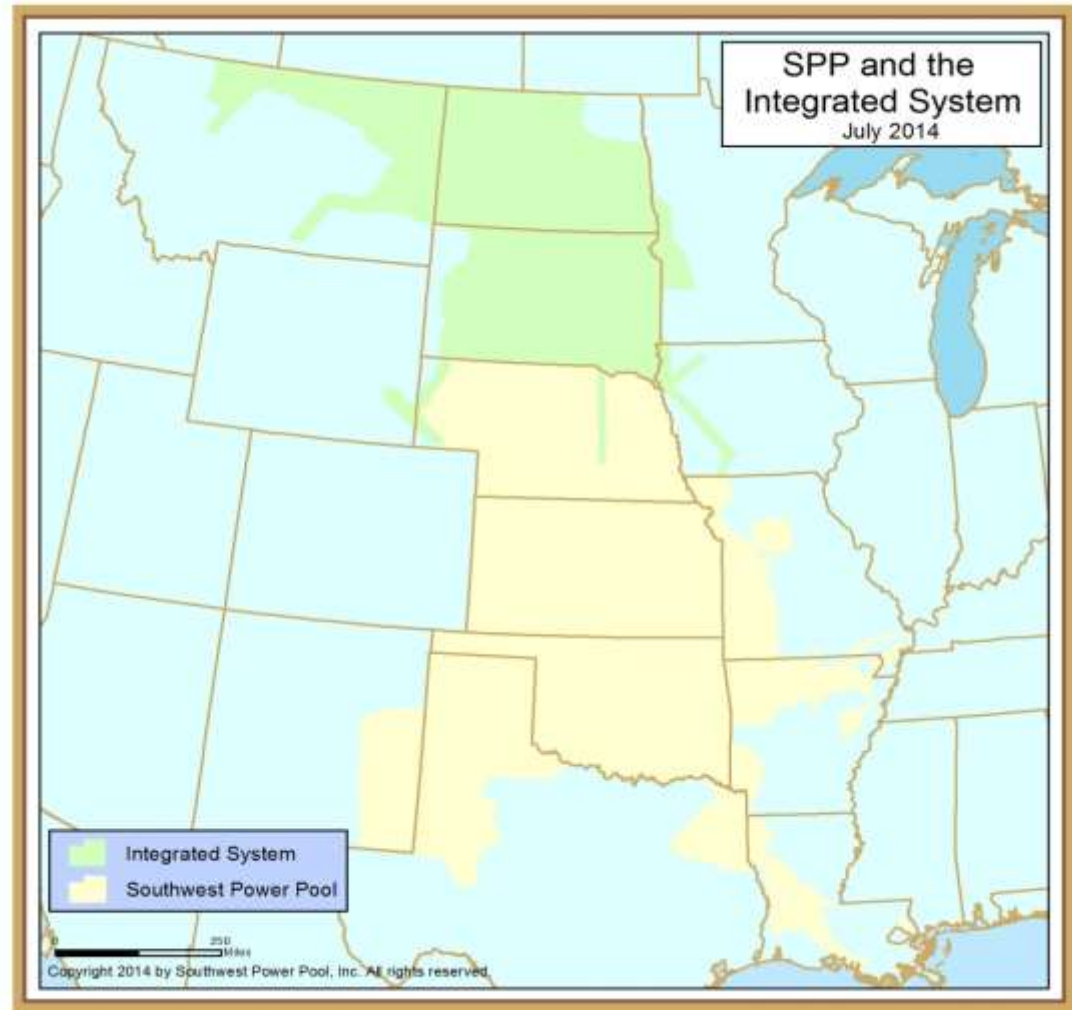 SPP and the
Integrated System
July 2014
Integrated System
Southwest Power Pool
0 250
Miles
Copyright 2014 by Southwest Power Pool, Inc. All rights reserved.